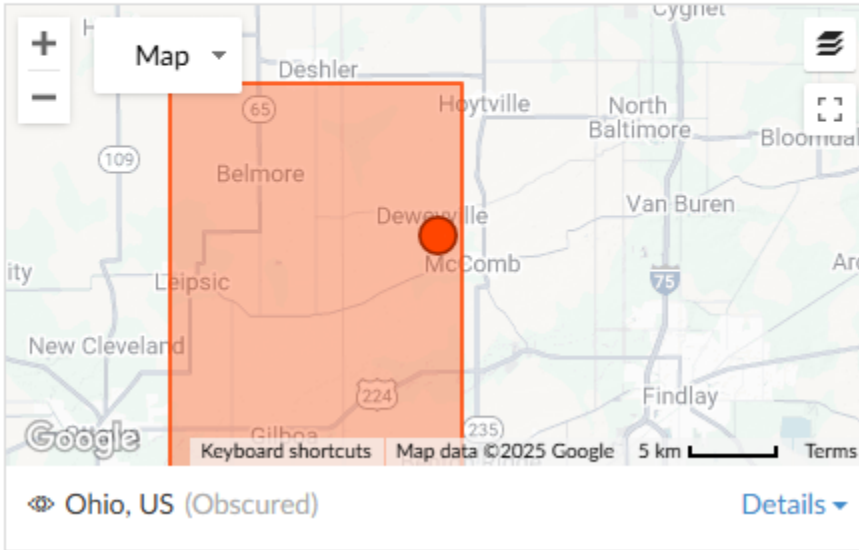 Cygnet
+
Map
Deshler
−
65
Hoytville
North
Baltimore
Bloomdal
109
Belmore
Deweyville
Van Buren
McComb
ity
Leipsic
75
New Cleveland
224
Findlay
Google
Gilboa
235
Keyboard shortcuts
Map data ©2025 Google
5 km
Terms
Ohio, US (Obscured)
Details